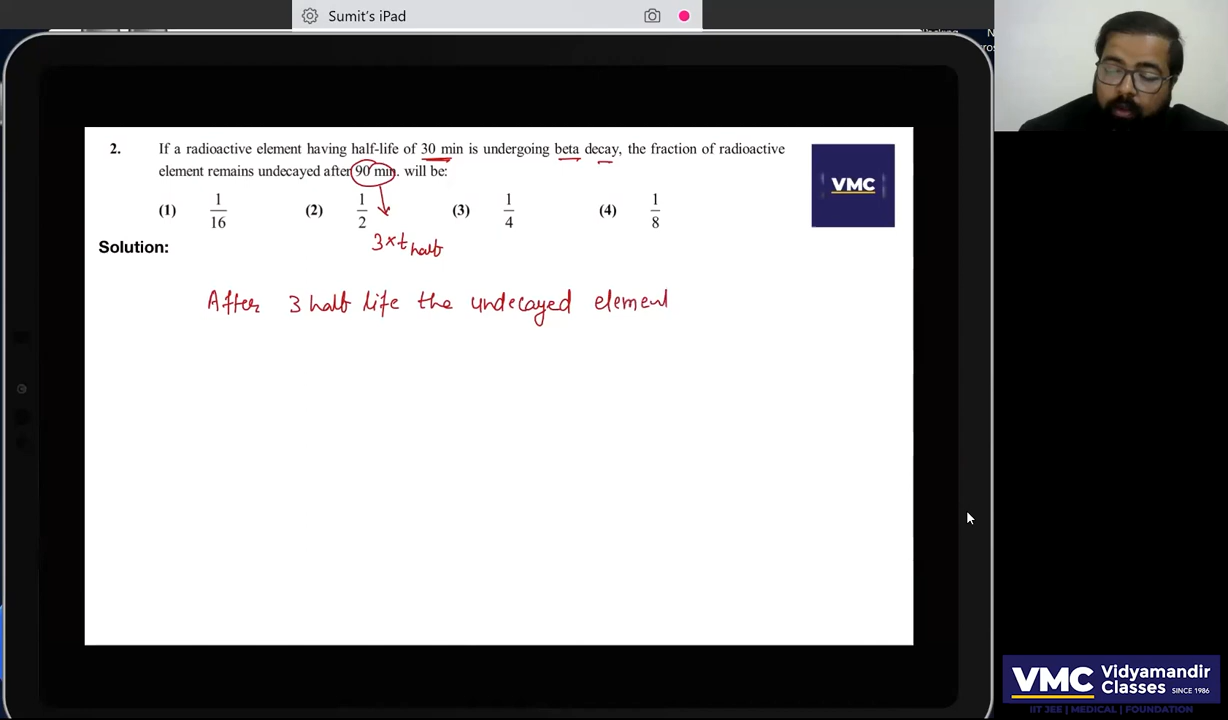 Sumit's iPad
2. If a radioactive element having half-life of 30 min is undergoing beta decay, the fraction of radioactive
element remains undecayed after 90 min. will be:
(1) 1/16 (2) 1/2 (3) 1/4 (4) 1/8
VMC
3 × t half
Solution:
After 3 half life the undecayed element
VMC Vidyamandir Classes SINCE 1986
IIT JEE | MEDICAL | FOUNDATION